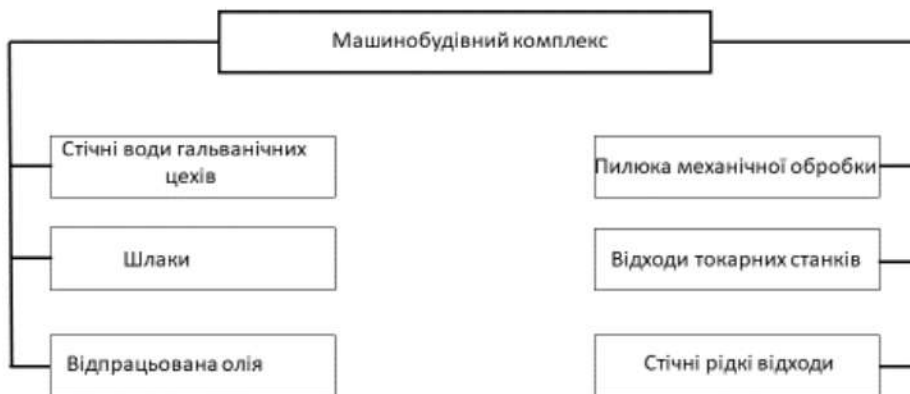 Машинобудівний комплекс
Стічні води гальванічних
цехів
Пилюка механічної обробки
Шлаки
Відходи токарних станків
Відпрацьована олія
Стічні рідкі відходи